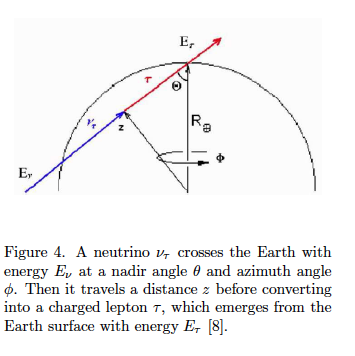 E_τ
τ
Θ
ν_τ
z
R_⊕
Φ
E_ν
Figure 4. A neutrino ν_τ crosses the Earth with
energy E_ν at a nadir angle θ and azimuth angle
ϕ. Then it travels a distance z before converting
into a charged lepton τ, which emerges from the
Earth surface with energy E_τ [8].